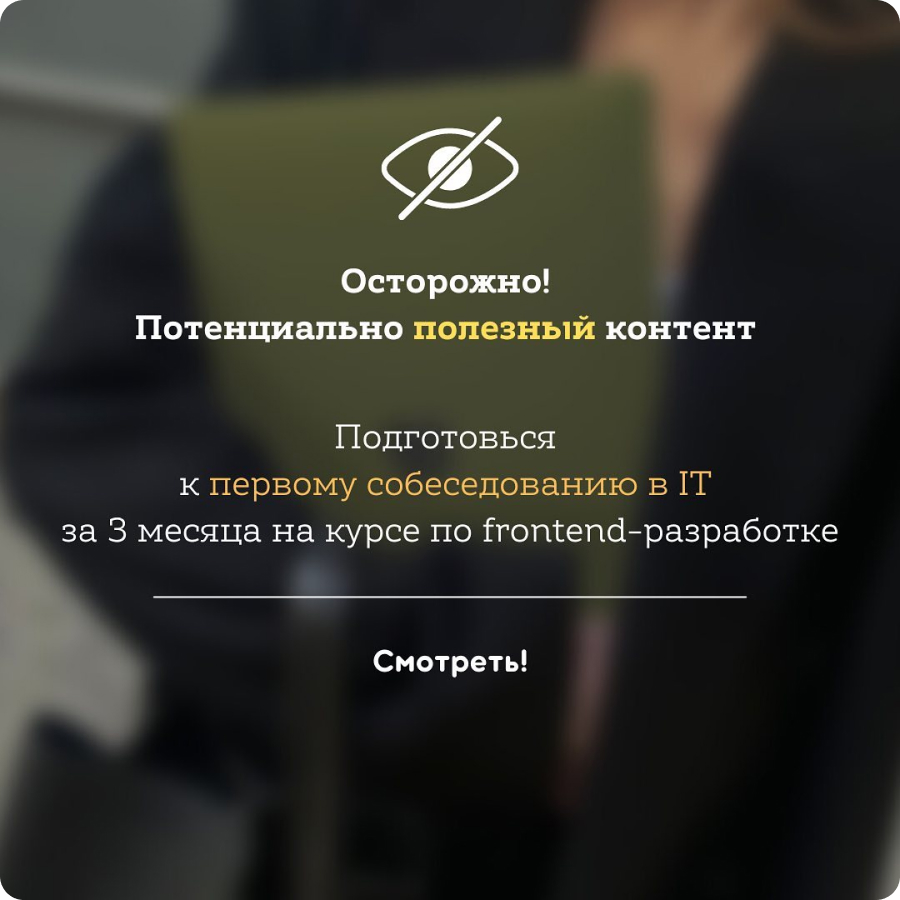 Осторожно!
Потенциально полезный контент
Подготовься
к первому собеседованию в IT
за 3 месяца на курсе по frontend-разработке
Смотреть!